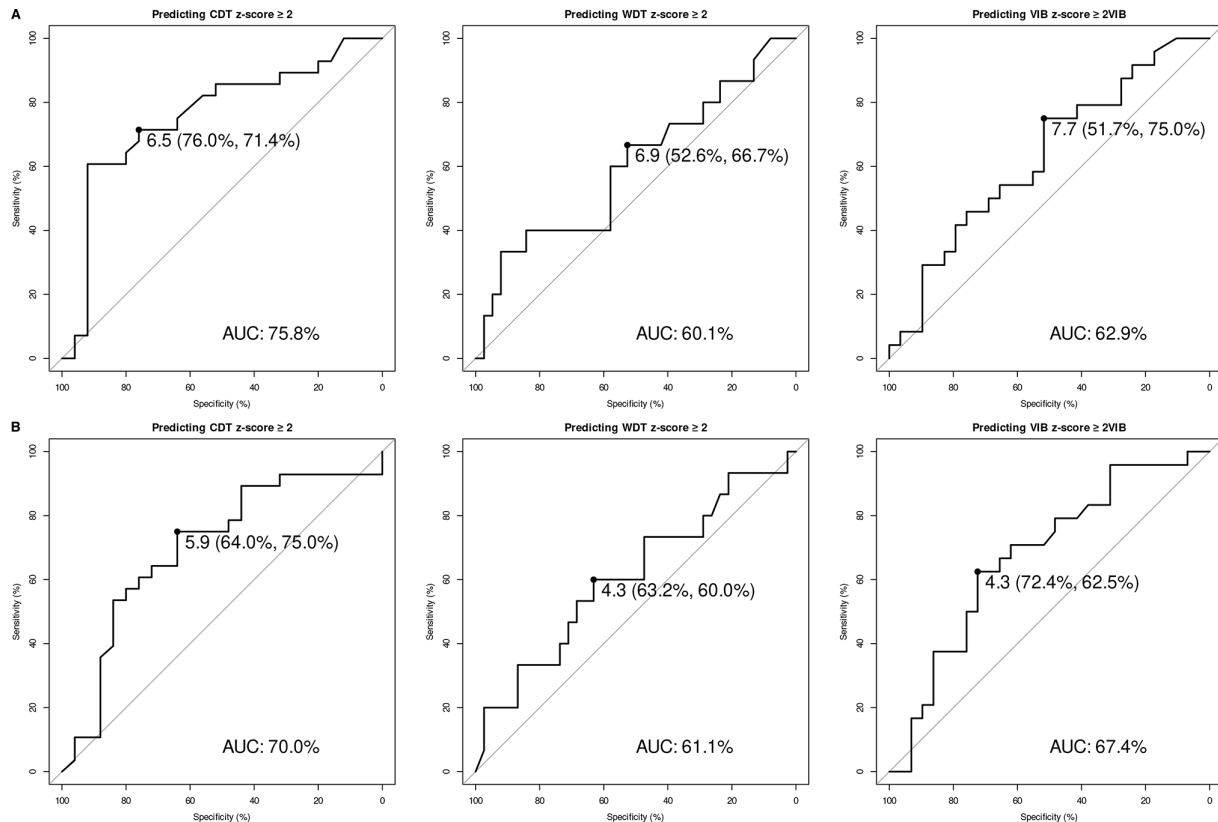 A
Predicting CDT z-score ≥ 2
100
80
60
40
20
0
Sensitivity (%)
6.5 (76.0%, 71.4%)
AUC: 75.8%
100 80 60 40 20 0
Specificity (%)
Predicting WDT z-score ≥ 2
100
80
60
40
20
0
Sensitivity (%)
6.9 (52.6%, 66.7%)
AUC: 60.1%
100 80 60 40 20 0
Specificity (%)
Predicting VIB z-score ≥ 2VIB
100
80
60
40
20
0
Sensitivity (%)
7.7 (51.7%, 75.0%)
AUC: 62.9%
100 80 60 40 20 0
Specificity (%)
B
Predicting CDT z-score ≥ 2
100
80
60
40
20
0
Sensitivity (%)
5.9 (64.0%, 75.0%)
AUC: 70.0%
100 80 60 40 20 0
Specificity (%)
Predicting WDT z-score ≥ 2
100
80
60
40
20
0
Sensitivity (%)
4.3 (63.2%, 60.0%)
AUC: 61.1%
100 80 60 40 20 0
Specificity (%)
Predicting VIB z-score ≥ 2VIB
100
80
60
40
20
0
Sensitivity (%)
4.3 (72.4%, 62.5%)
AUC: 67.4%
100 80 60 40 20 0
Specificity (%)